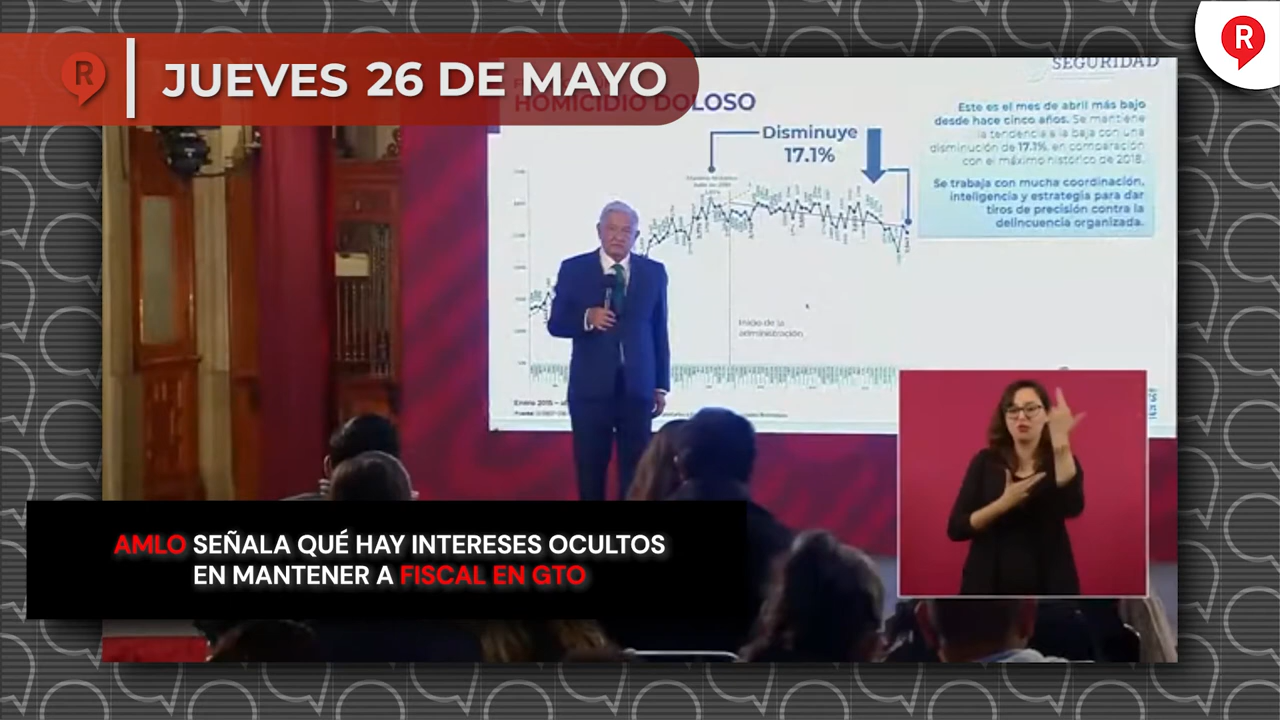 R
R
JUEVES 26 DE MAYO
SEGURIDAD
HOMICIDIO DOLOSO
Disminuye
17.1%
Este es el mes de abril más bajo
desde hace cinco años. Se mantiene
la tendencia a la baja con una
disminución de 17.1%, en comparación
con el máximo histórico de 2018.
Se trabaja con mucha coordinación,
inteligencia y estrategia para dar
tiros de precisión contra la
delincuencia organizada.
Inicio de la
administración
Enero 2015 –
AMLO SEÑALA QUÉ HAY INTERESES OCULTOS
EN MANTENER A FISCAL EN GTO